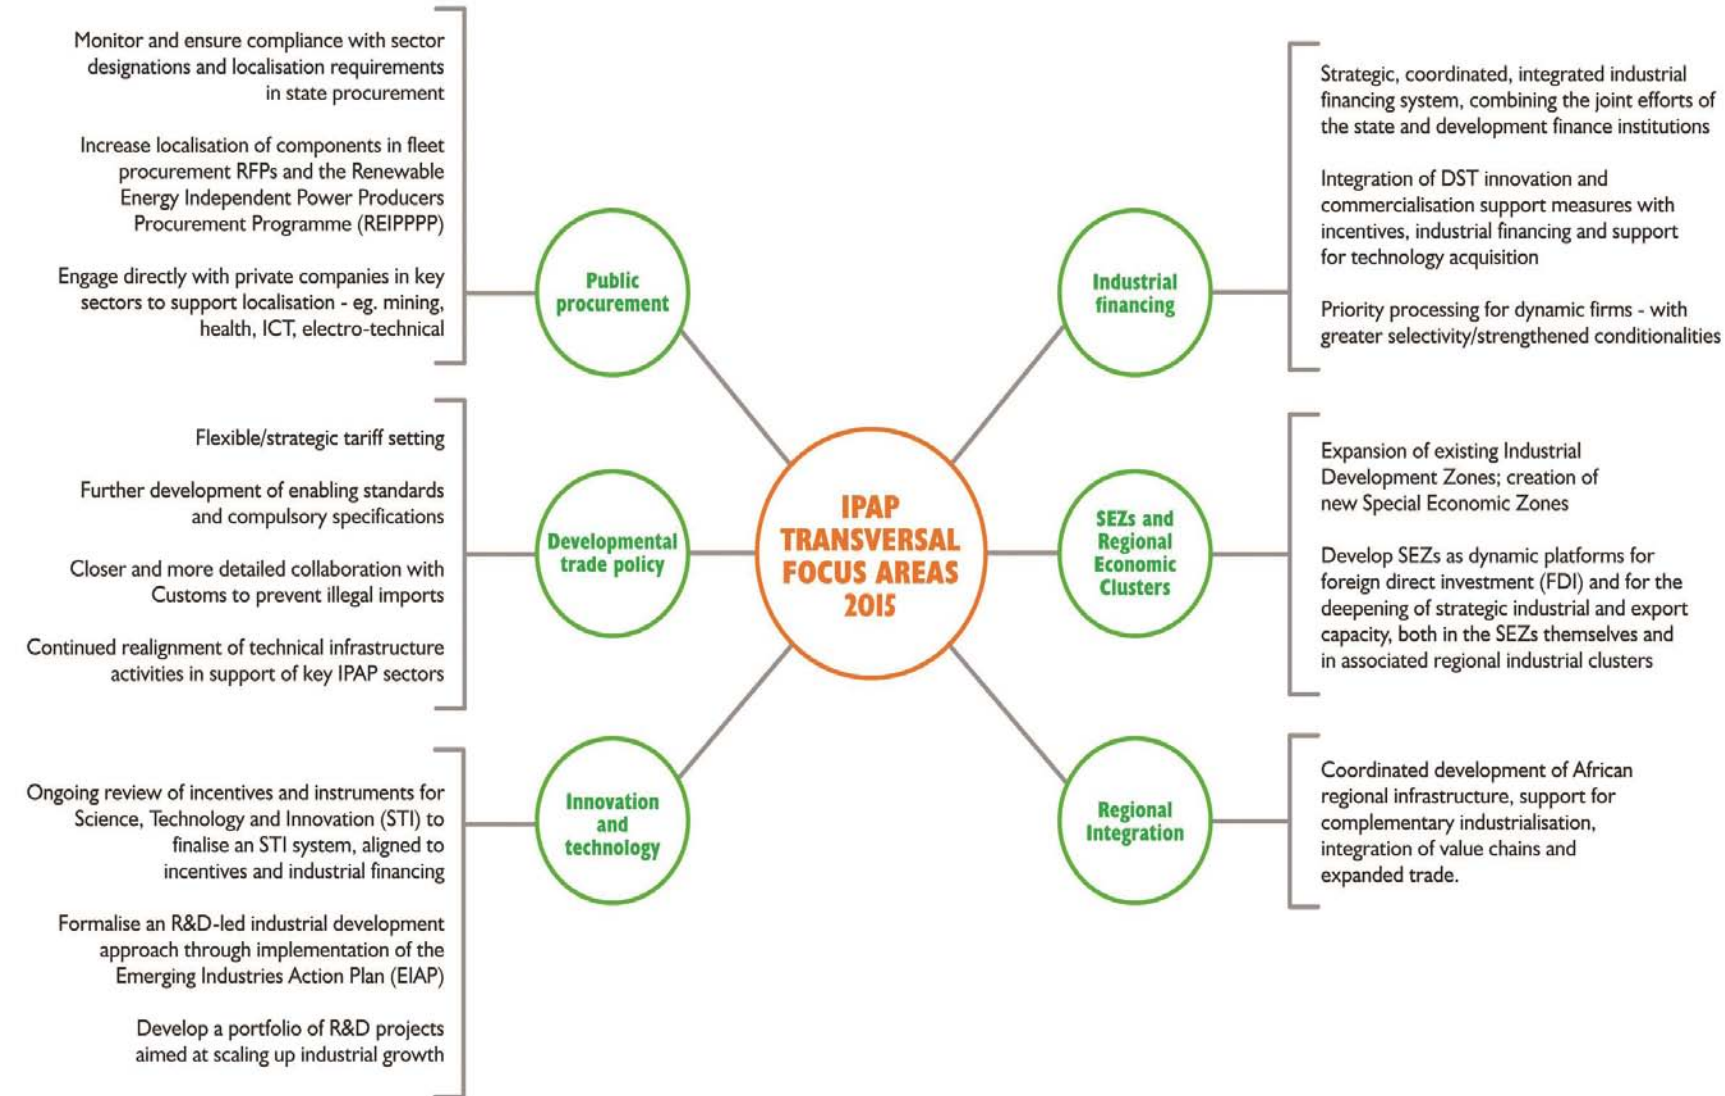 Monitor and ensure compliance with sector
designations and localisation requirements
in state procurement
Increase localisation of components in fleet
procurement RFPs and the Renewable
Energy Independent Power Producers
Procurement Programme (REIPPPP)
Engage directly with private companies in key
sectors to support localisation - eg. mining,
health, ICT, electro-technical
Public
procurement
Flexible/strategic tariff setting
Further development of enabling standards
and compulsory specifications
Closer and more detailed collaboration with
Customs to prevent illegal imports
Continued realignment of technical infrastructure
activities in support of key IPAP sectors
Developmental
trade policy
Ongoing review of incentives and instruments for
Science, Technology and Innovation (STI) to
finalise an STI system, aligned to
incentives and industrial financing
Formalise an R&D-led industrial development
approach through implementation of the
Emerging Industries Action Plan (EIAP)
Develop a portfolio of R&D projects
aimed at scaling up industrial growth
Innovation
and
technology
IPAP
TRANSVERSAL
FOCUS AREAS
2015
Industrial
financing
Strategic, coordinated, integrated industrial
financing system, combining the joint efforts of
the state and development finance institutions
Integration of DST innovation and
commercialisation support measures with
incentives, industrial financing and support
for technology acquisition
Priority processing for dynamic firms - with
greater selectivity/strengthened conditionalities
SEZs and
Regional
Economic
Clusters
Expansion of existing Industrial
Development Zones; creation of
new Special Economic Zones
Develop SEZs as dynamic platforms for
foreign direct investment (FDI) and for the
deepening of strategic industrial and export
capacity, both in the SEZs themselves and
in associated regional industrial clusters
Regional
Integration
Coordinated development of African
regional infrastructure, support for
complementary industrialisation,
integration of value chains and
expanded trade.